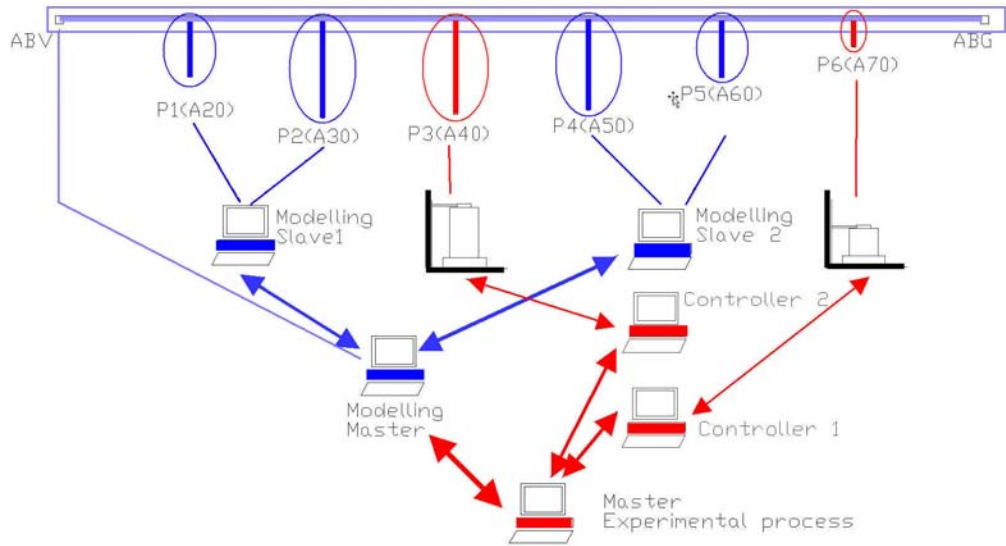 ABV
ABG
P1(A20)
P2(A30)
P3(A40)
P4(A50)
P5(A60)
P6(A70)
Modelling
Slave1
Modelling
Slave 2
Controller 2
Modelling
Master
Controller 1
Master
Experimental process